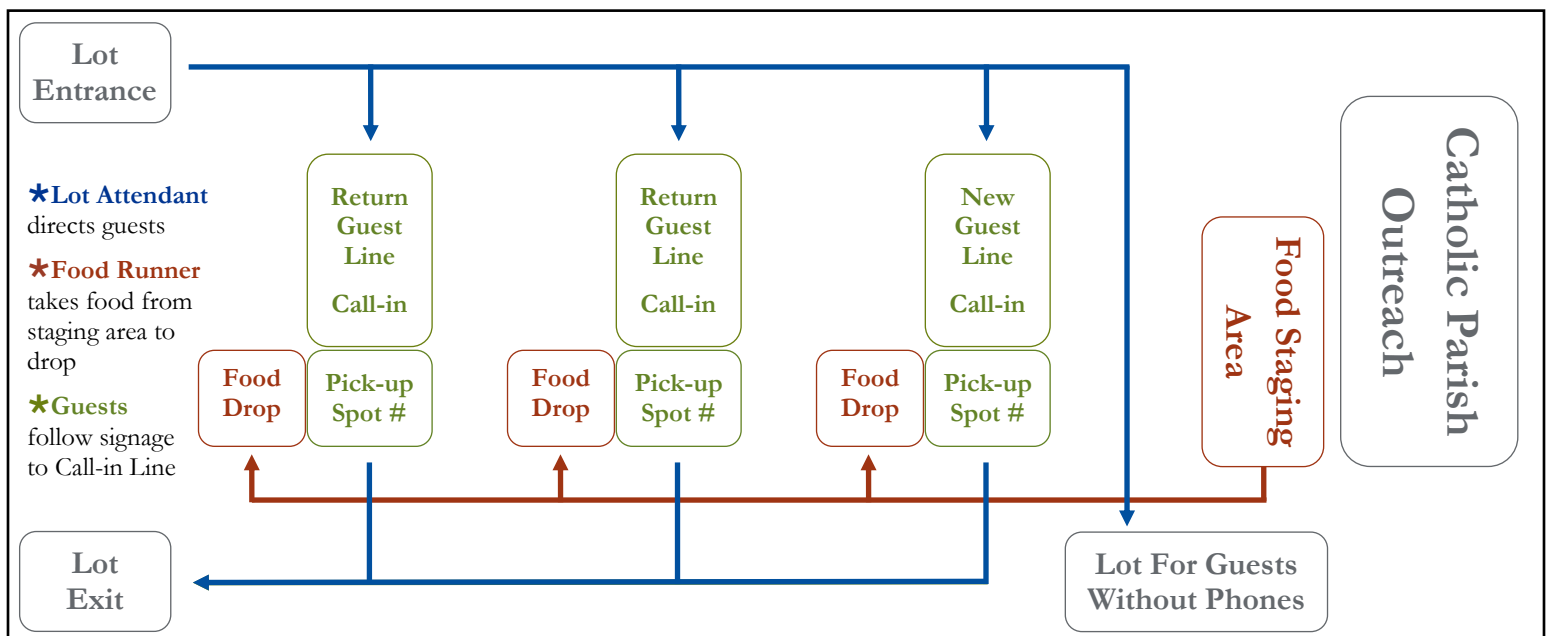 Lot
Entrance
*Lot Attendant
directs guests
*Food Runner
takes food from
staging area to
drop
*Guests
follow signage
to Call-in Line
Return
Guest
Line
Call-in
Return
Guest
Line
Call-in
New
Guest
Line
Call-in
Food
Drop
Pick-up
Spot #
Food
Drop
Pick-up
Spot #
Food
Drop
Pick-up
Spot #
Food Staging
Area
Catholic Parish
Outreach
Lot
Exit
Lot For Guests
Without Phones